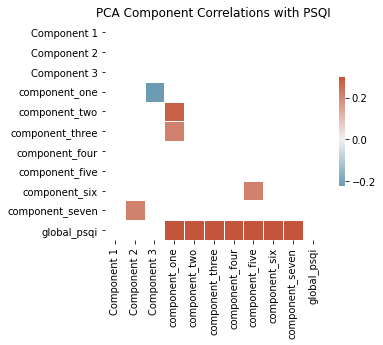 PCA Component Correlations with PSQI
Component 1
Component 2
Component 3
component_one
component_two
component_three
component_four
component_five
component_six
component_seven
global_psqi
0.2
0.0
−0.2
Component 1
Component 2
Component 3
component_one
component_two
component_three
component_four
component_five
component_six
component_seven
global_psqi